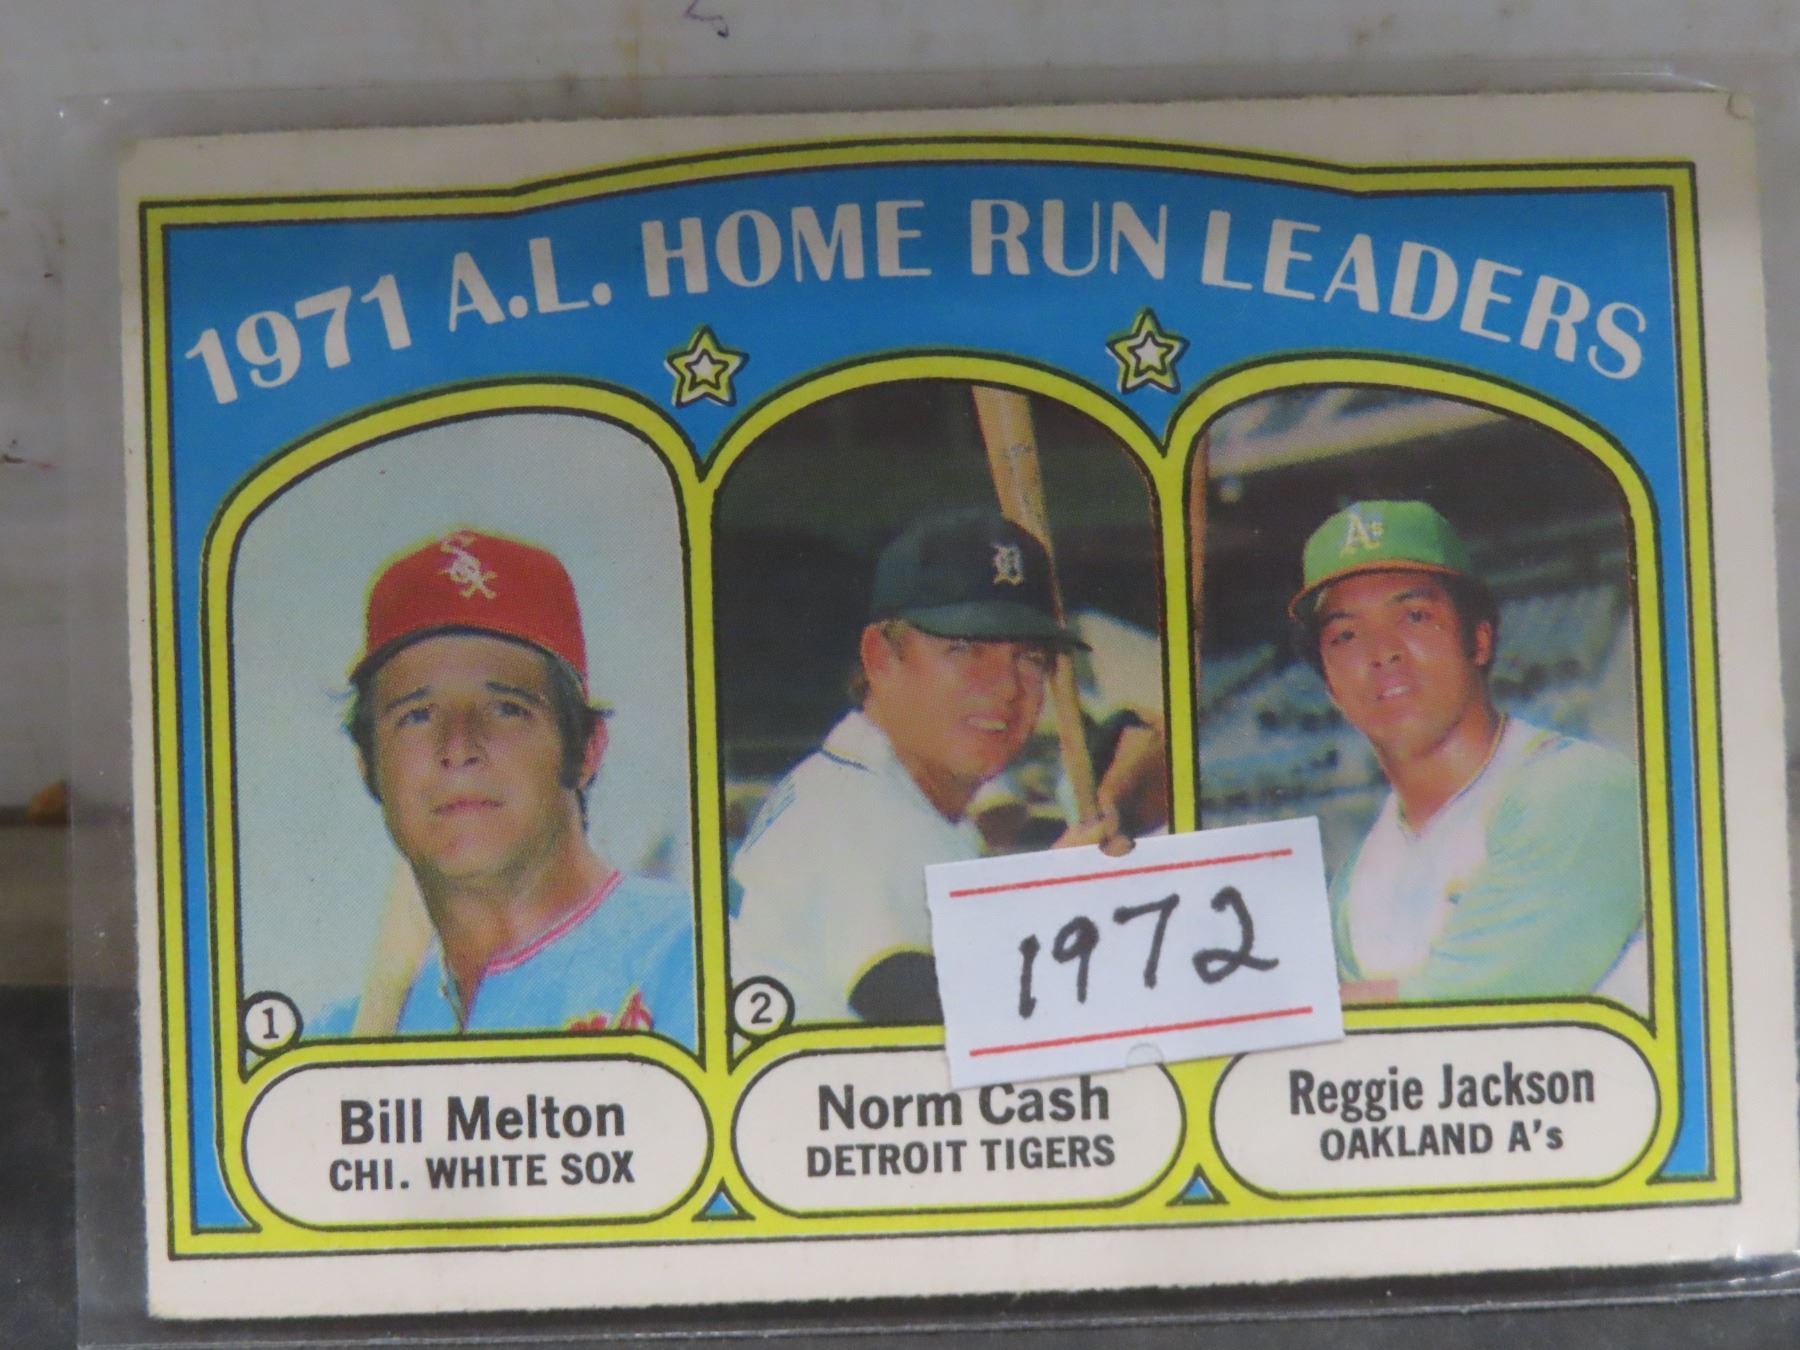 1971 A.L. HOME RUN LEADERS
Sox
D
A's
1
2
1972
Bill Melton
CHI. WHITE SOX
Norm Cash
DETROIT TIGERS
Reggie Jackson
OAKLAND A's